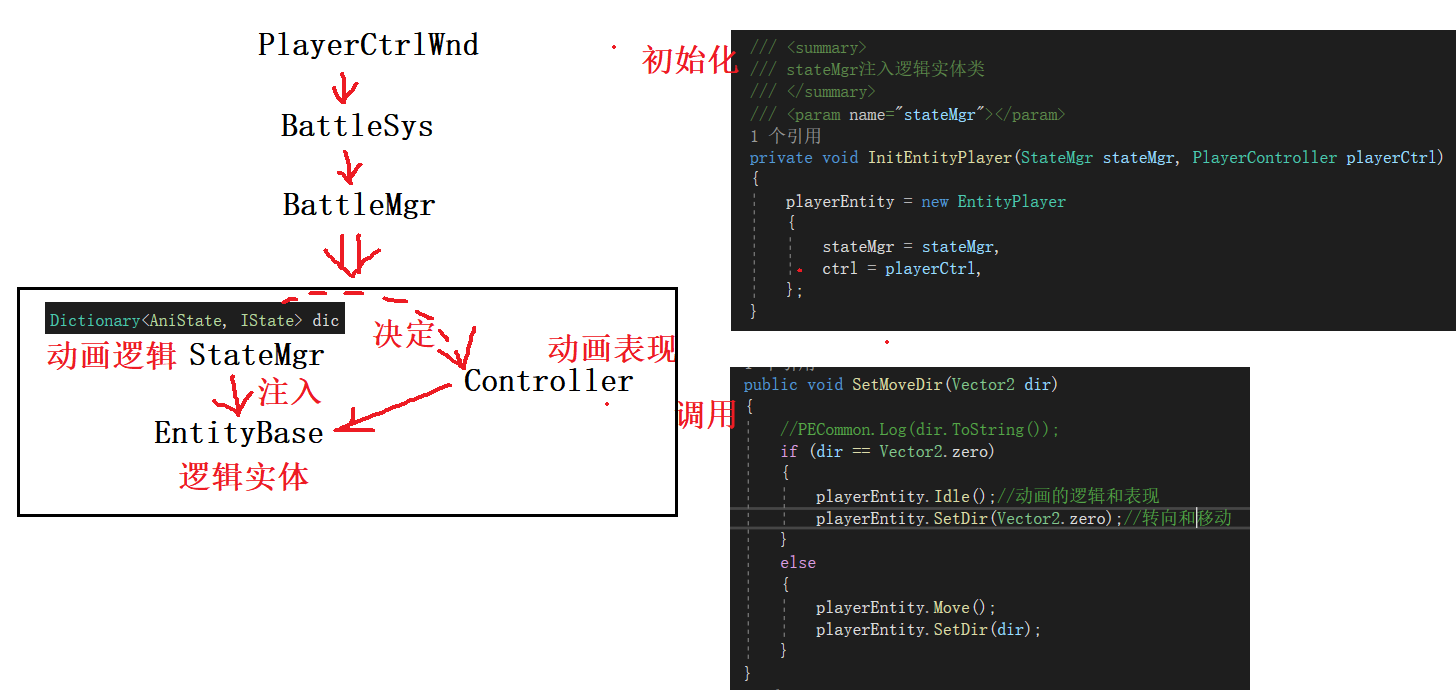 PlayerCtrlWnd
BattleSys
BattleMgr
Dictionary<AniState, IState> dic
动画逻辑 StateMgr
决定
动画表现
Controller
注入
EntityBase
逻辑实体
初始化
/// <summary>
/// stateMgr注入逻辑实体类
/// </summary>
/// <param name="stateMgr"></param>
1 个引用
private void InitEntityPlayer(StateMgr stateMgr, PlayerController playerCtrl)
{
playerEntity = new EntityPlayer
{
stateMgr = stateMgr,
ctrl = playerCtrl,
};
}
调用
public void SetMoveDir(Vector2 dir)
{
//PECommon.Log(dir.ToString());
if (dir == Vector2.zero)
{
playerEntity.Idle();//动画的逻辑和表现
playerEntity.SetDir(Vector2.zero);//转向和移动
}
else
{
playerEntity.Move();
playerEntity.SetDir(dir);
}
}